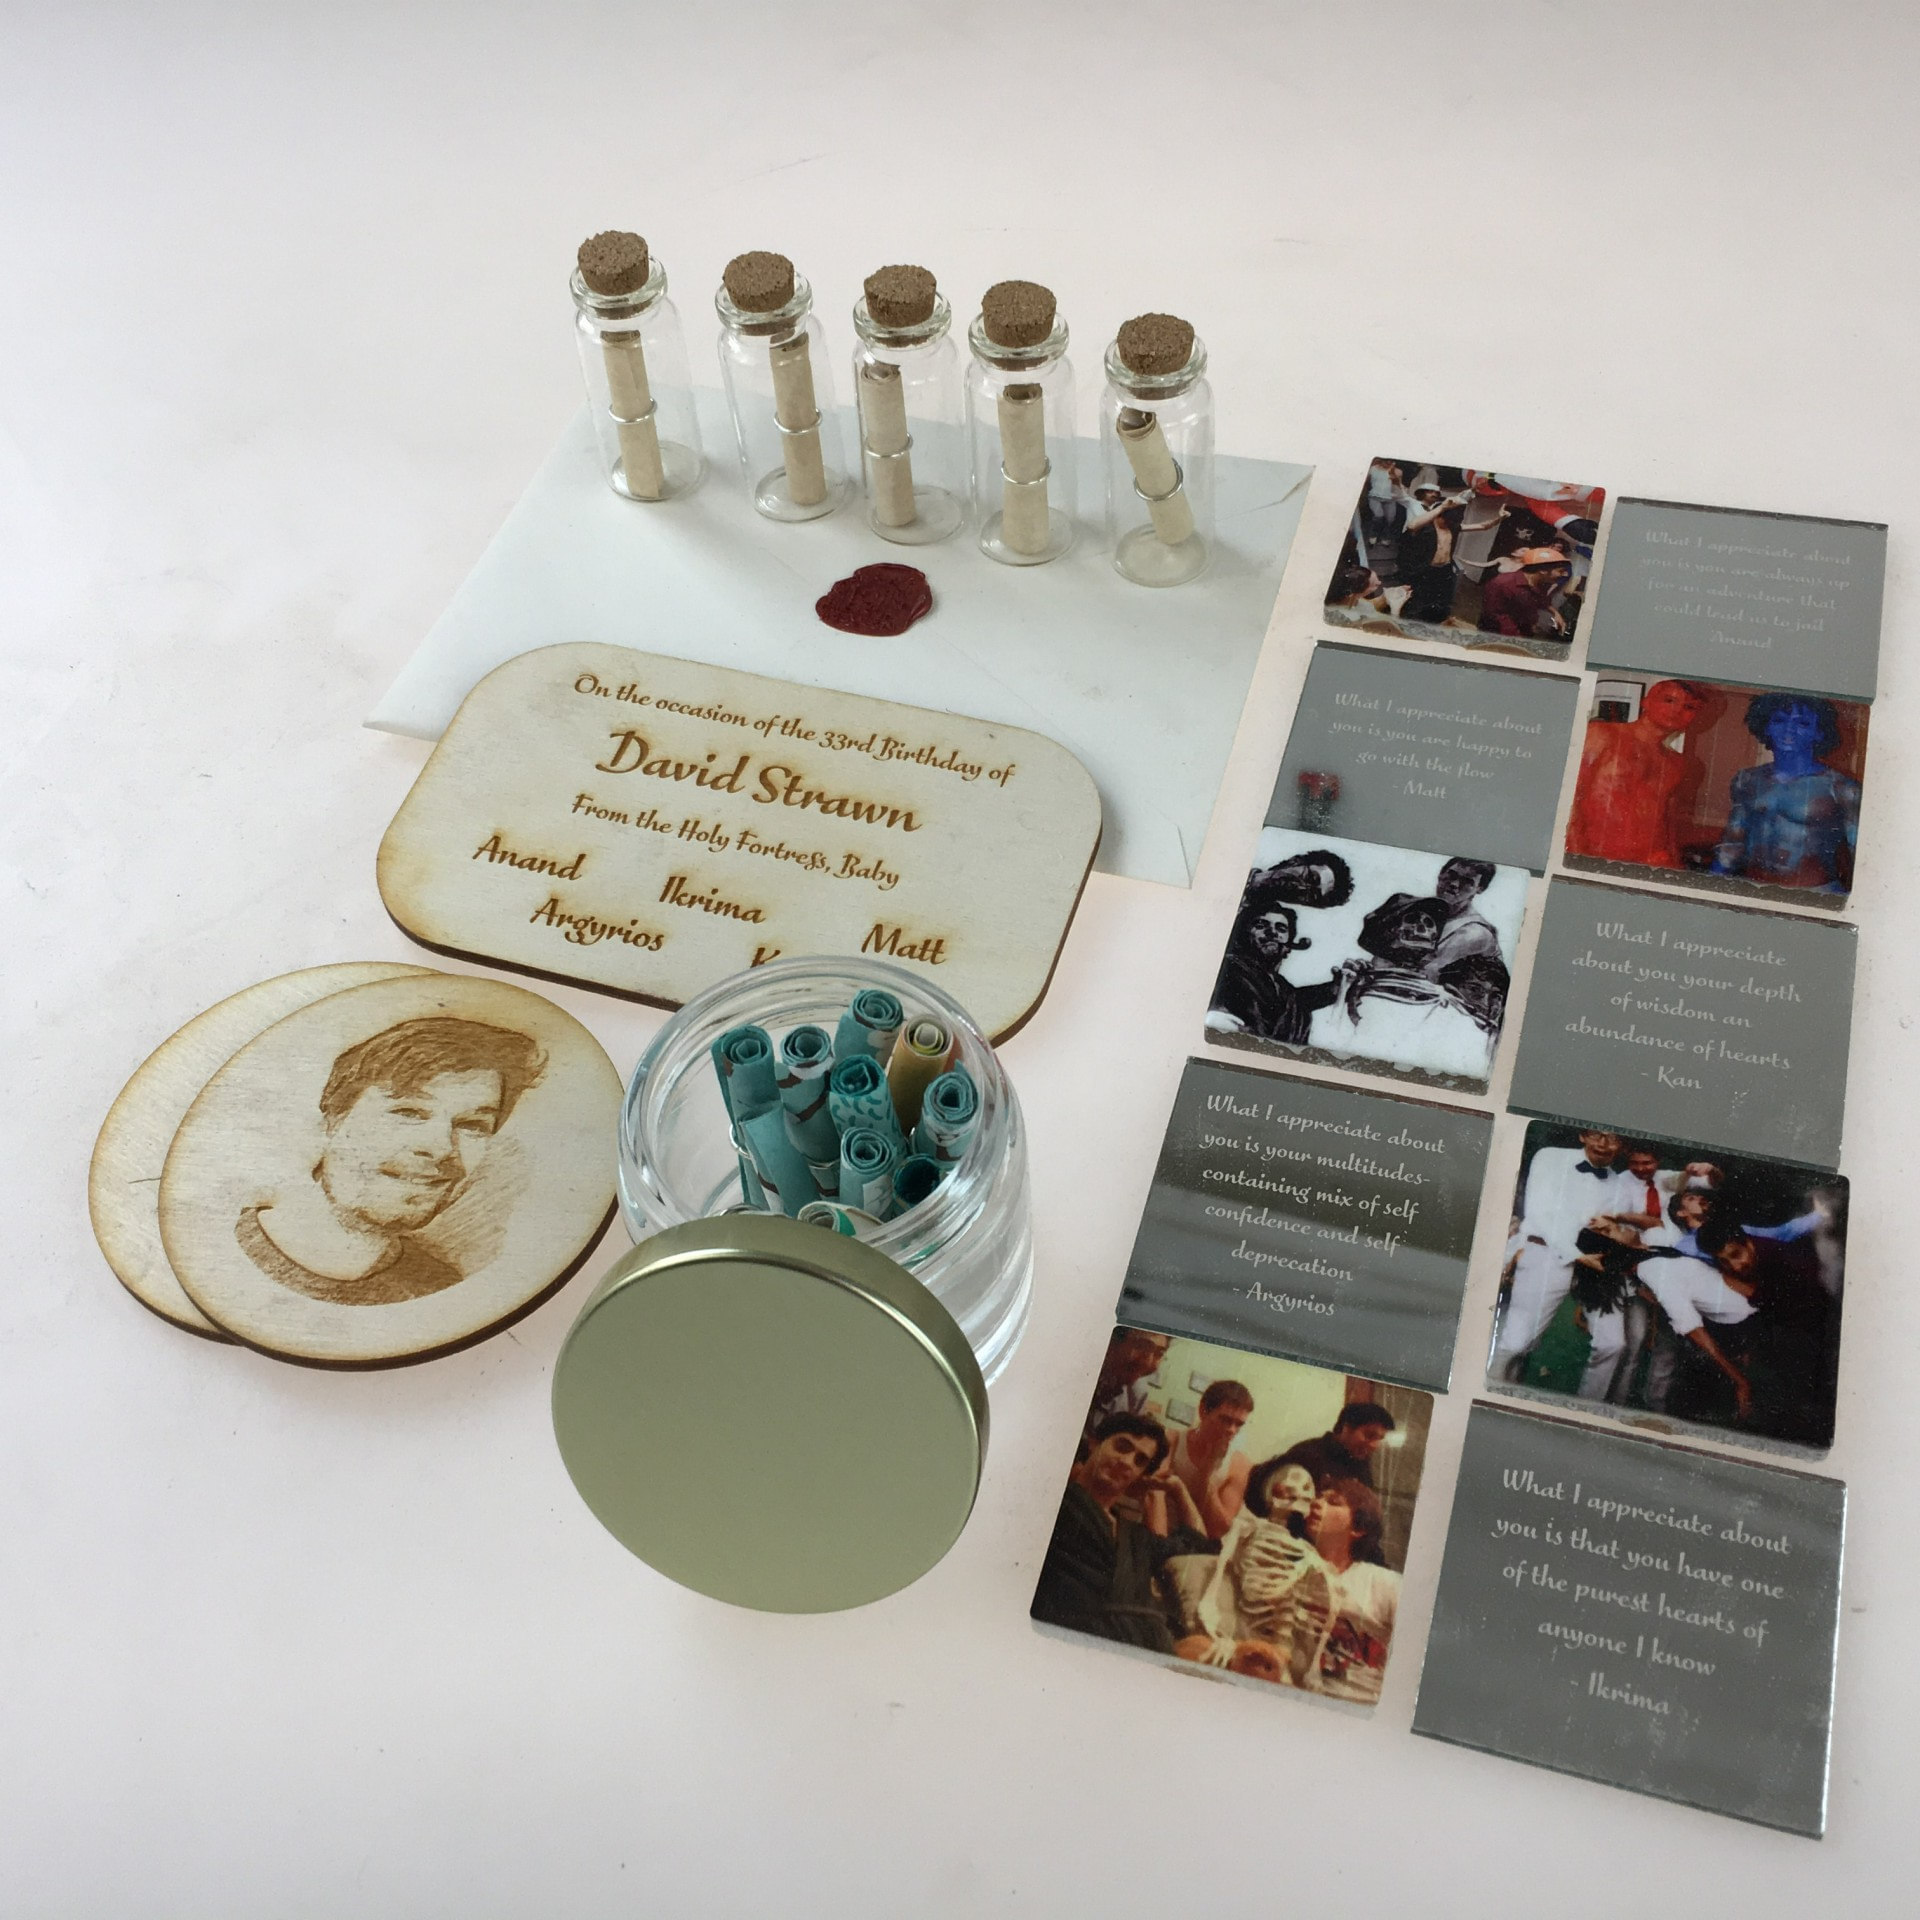 On the occasion of the 33rd Birthday of
David Strawn
From the Holy Fortress, Baby
Anand
Ikrima
Matt
Argyrios
K
What I appreciate about
you is you are always up
for an adventure that
could lead us to jail
Anand
What I appreciate about
you is you are happy to
go with the flow
- Matt
What I appreciate
about you your depth
of wisdom an
abundance of hearts
- Kan
What I appreciate about
you is your multitudes-
containing mix of self
confidence and self
deprecation
- Argyrios
What I appreciate about
you is that you have one
of the purest hearts of
anyone I know
- Ikrima